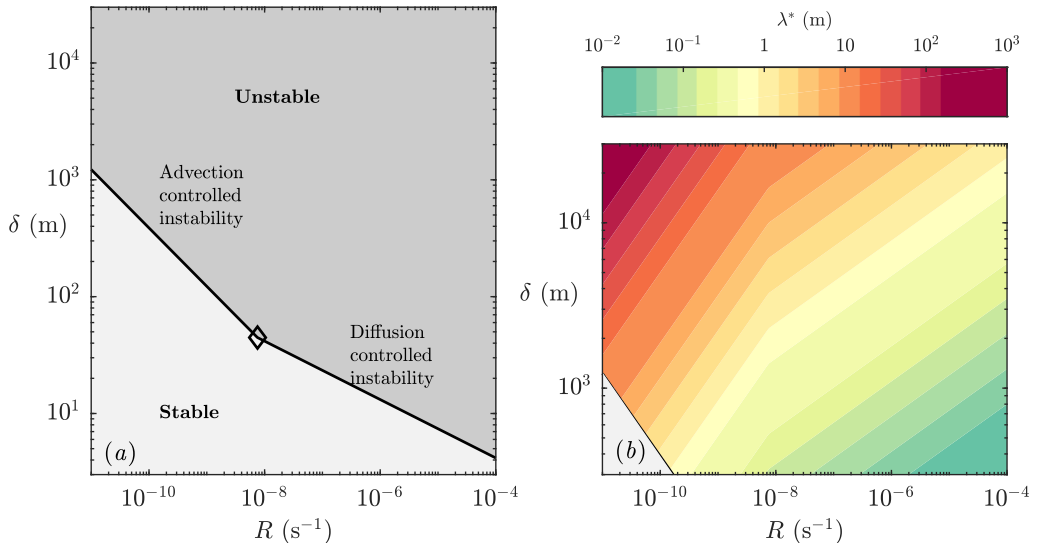 10^4
10^3
10^2
10^1
δ (m)
Unstable
Advection
controlled
instability
Diffusion
controlled
instability
Stable
(a)
10^{-10} 10^{-8} 10^{-6} 10^{-4}
R (s^{-1})
λ* (m)
10^{-2} 10^{-1} 1 10 10^2 10^3
10^4
10^3
δ (m)
(b)
10^{-10} 10^{-8} 10^{-6} 10^{-4}
R (s^{-1})